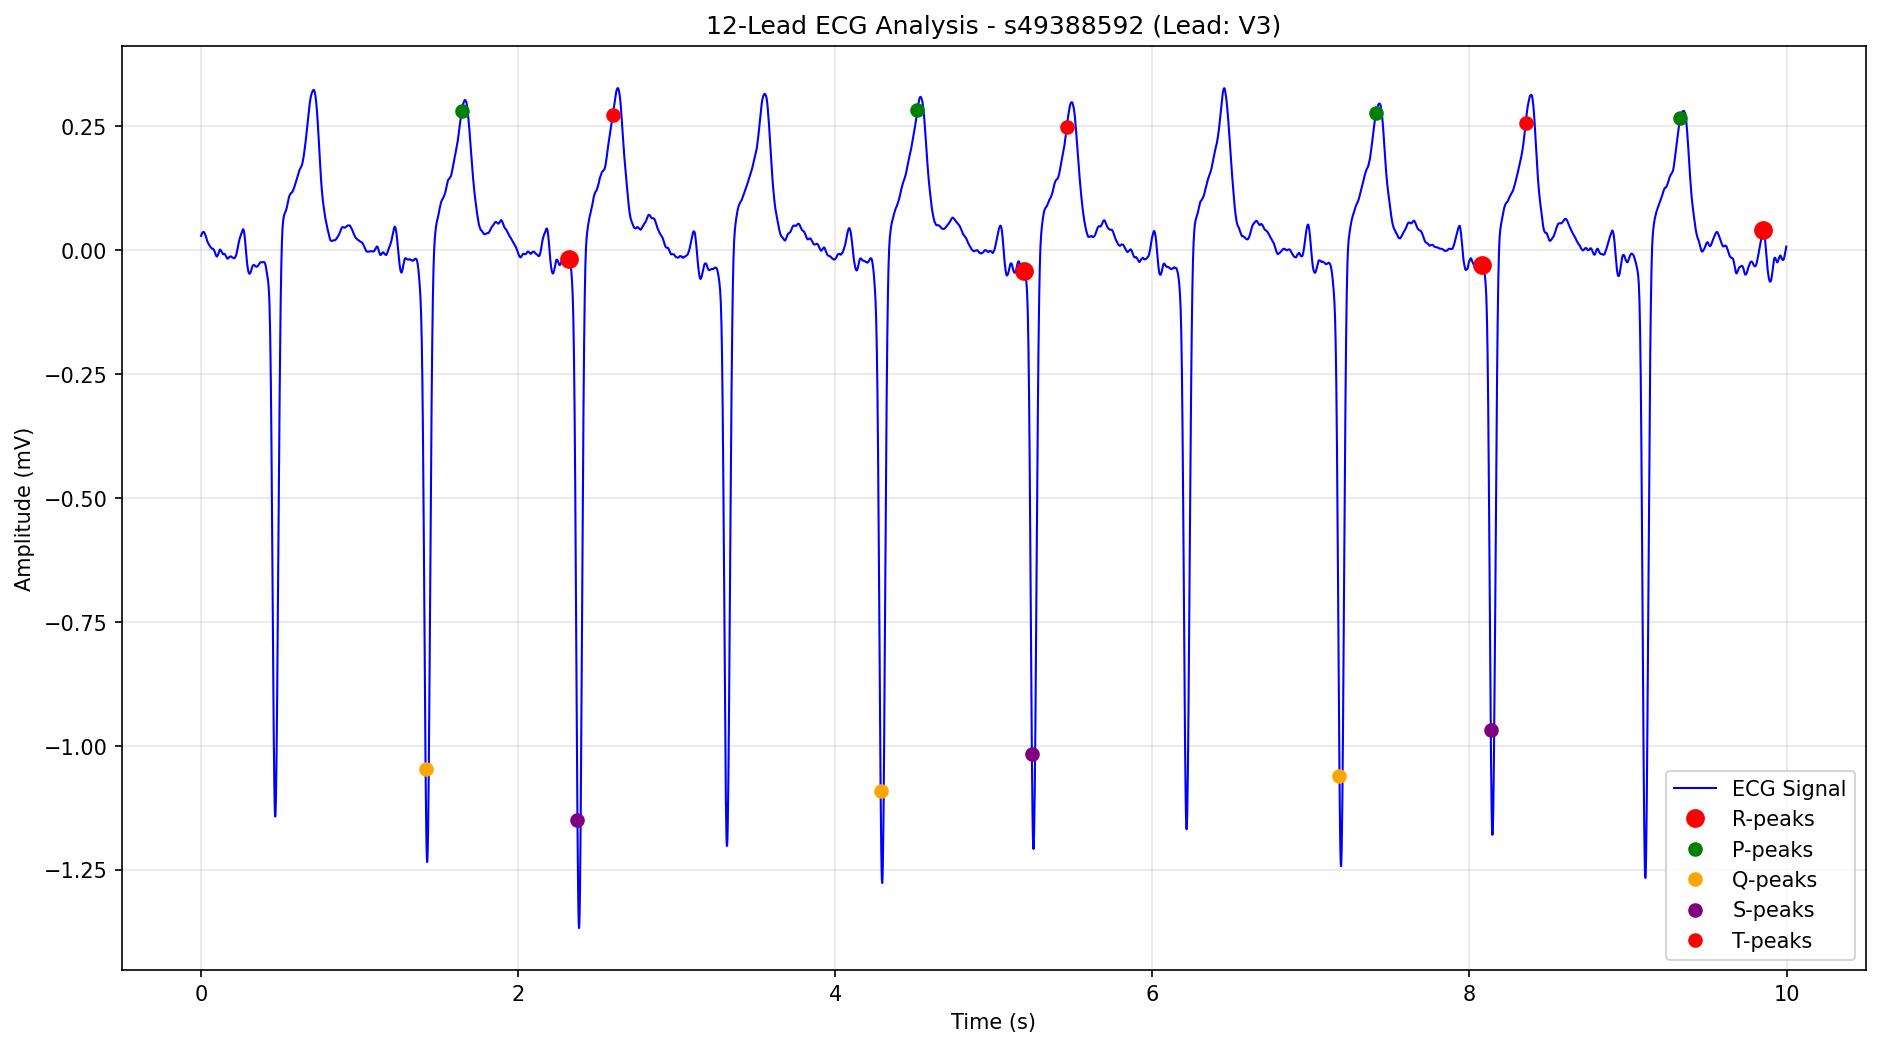 12-Lead ECG Analysis - s49388592 (Lead: V3)
Amplitude (mV)
0.25
0.00
−0.25
−0.50
−0.75
−1.00
−1.25
ECG Signal
R-peaks
P-peaks
Q-peaks
S-peaks
T-peaks
0 2 4 6 8 10
Time (s)